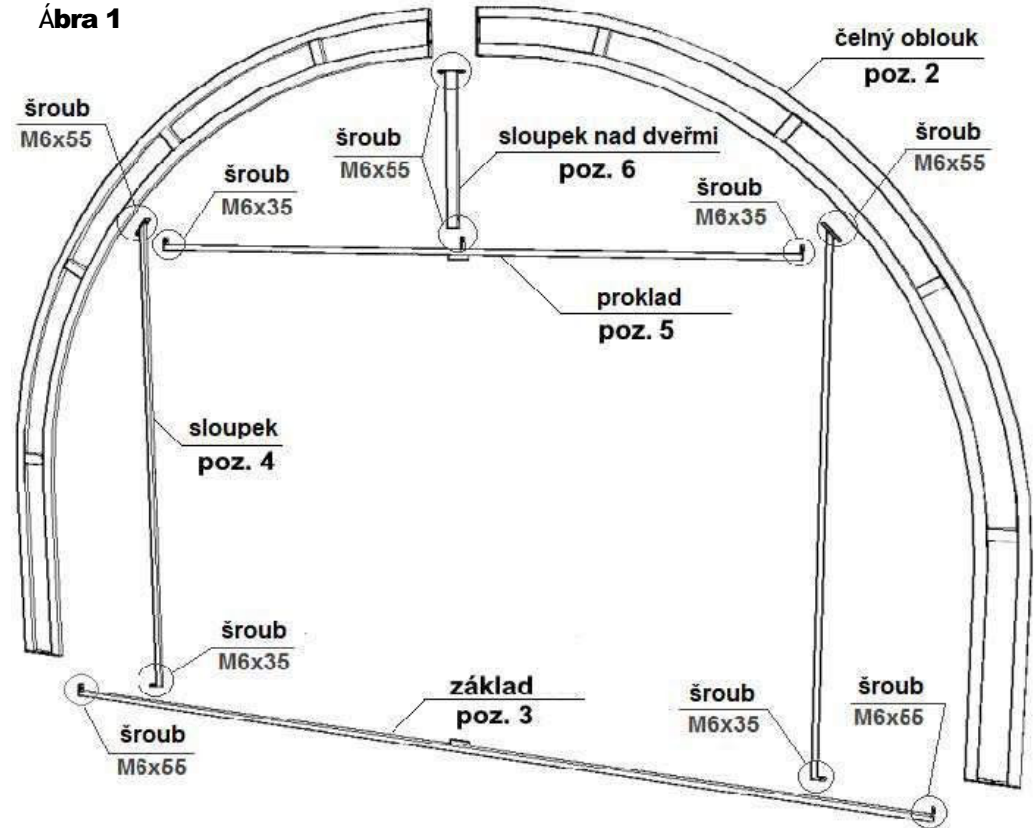 Ábra 1
čelný oblouk
poz. 2
šroub
M6x55
šroub
M6x55
sloupek nad dveřmi
poz. 6
šroub
M6x55
šroub
M6x35
šroub
M6x35
proklad
poz. 5
sloupek
poz. 4
šroub
M6x35
základ
poz. 3
šroub
M6x35
šroub
M6x55
šroub
M6x55